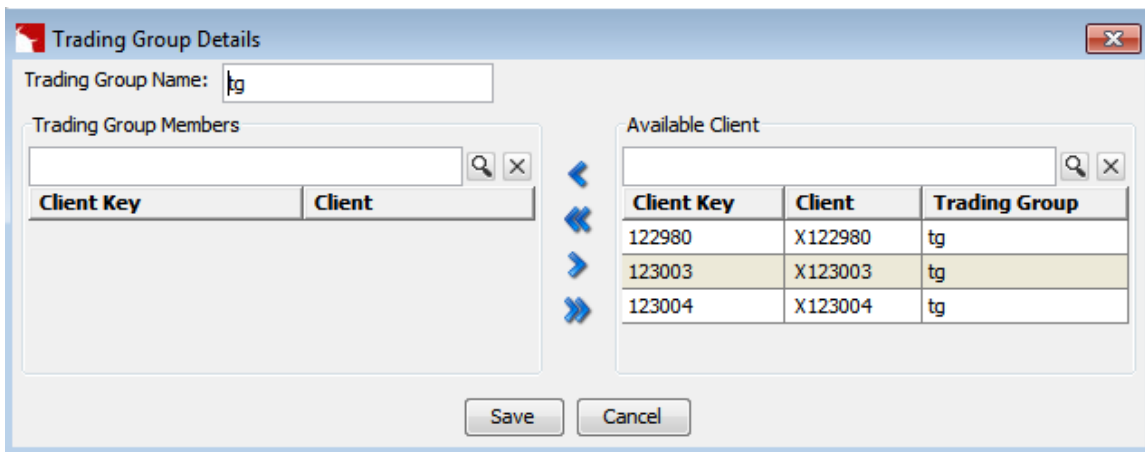 Trading Group Details
Trading Group Name: tg
Trading Group Members
Client Key Client
Available Client
Client Key Client Trading Group
122980 X122980 tg
123003 X123003 tg
123004 X123004 tg
Save Cancel